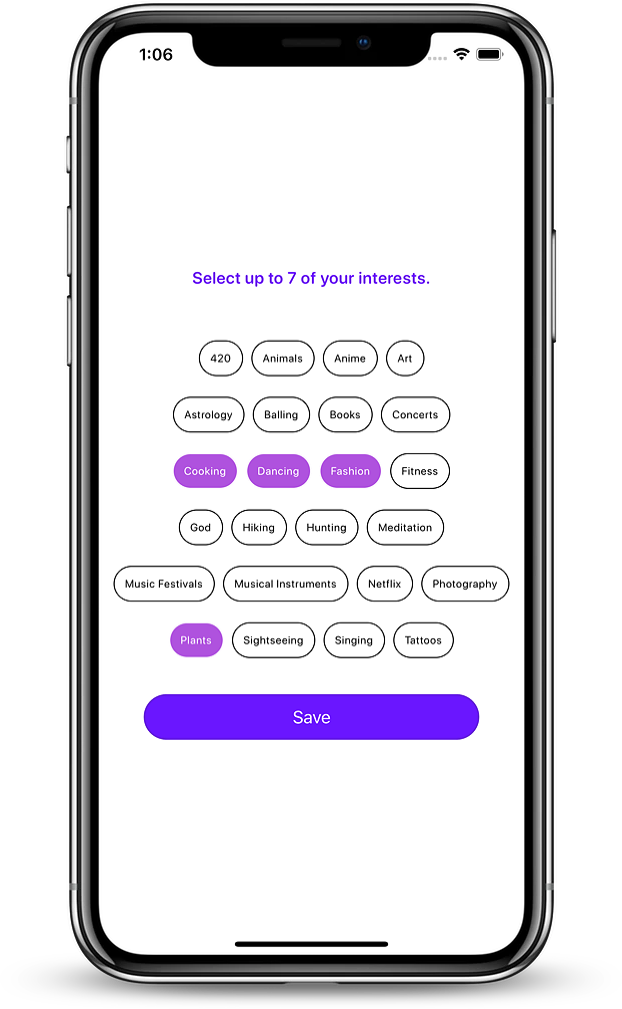 1:06
Select up to 7 of your interests.
420 Animals Anime Art
Astrology Balling Books Concerts
Cooking Dancing Fashion Fitness
God Hiking Hunting Meditation
Music Festivals Musical Instruments Netflix Photography
Plants Sightseeing Singing Tattoos
Save